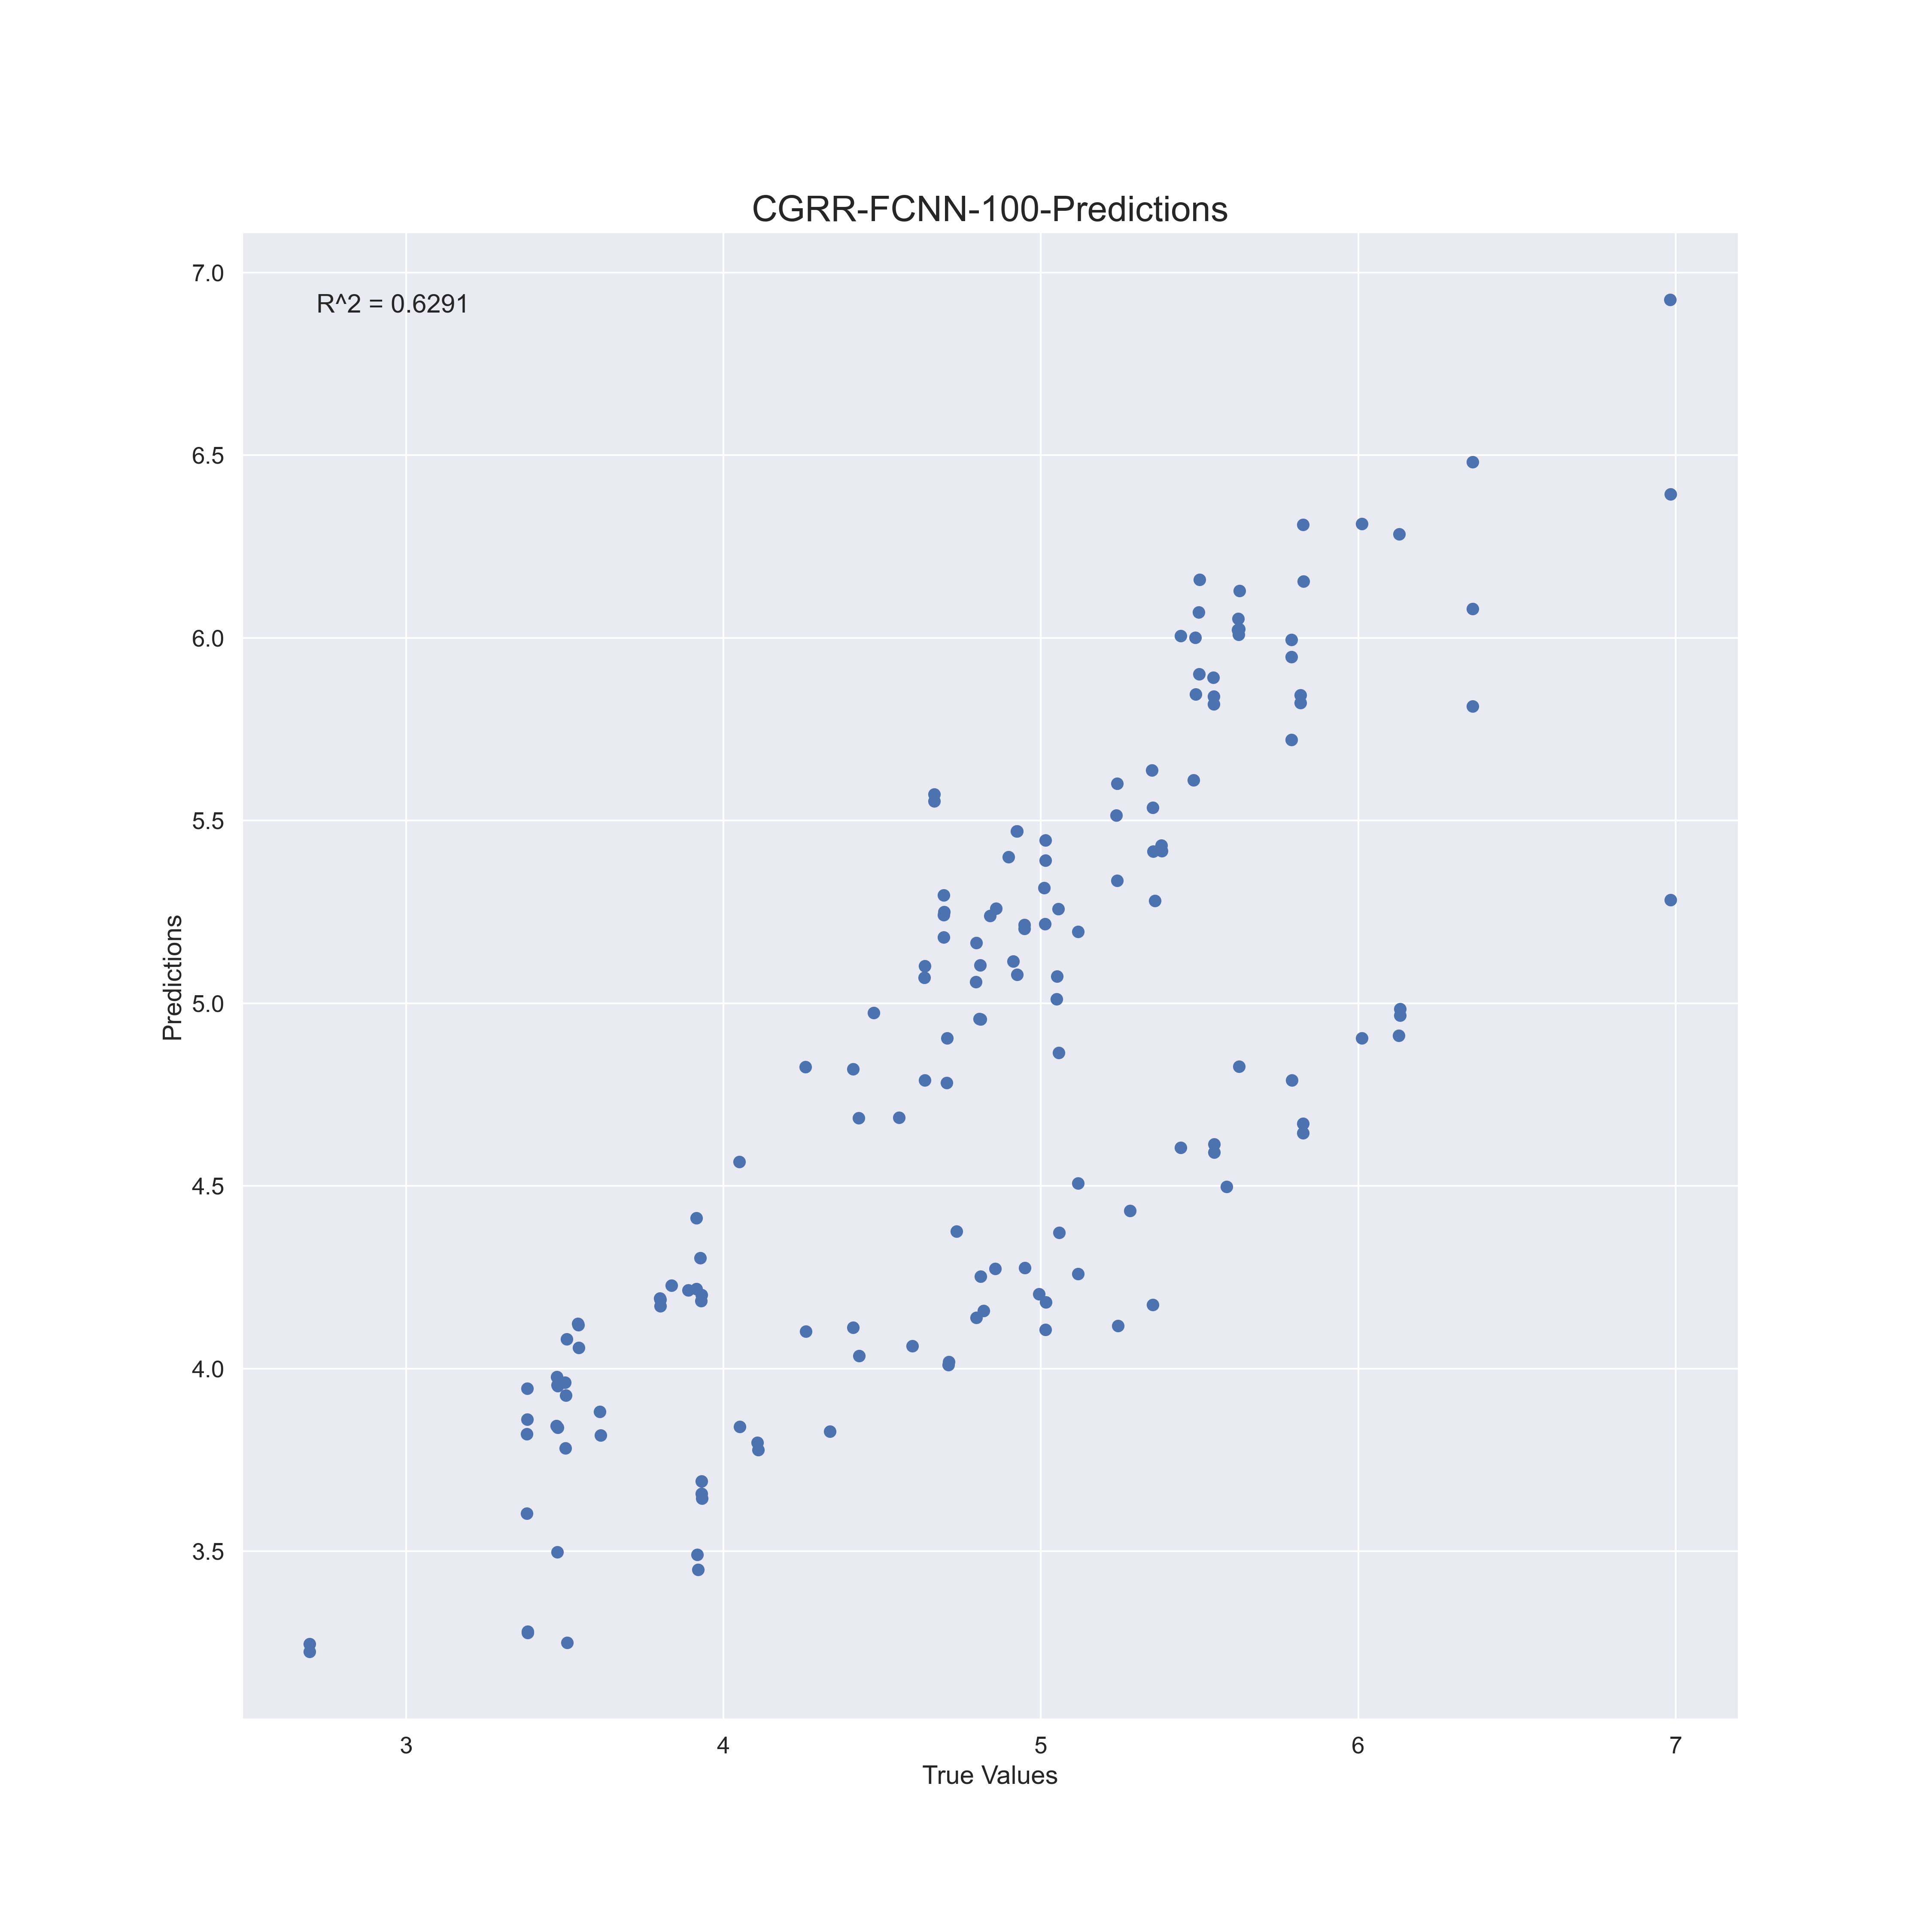 CGRR-FCNN-100-Predictions
R^2 = 0.6291
7.0
6.5
6.0
5.5
5.0
4.5
4.0
3.5
Predictions
3 4 5 6 7
True Values